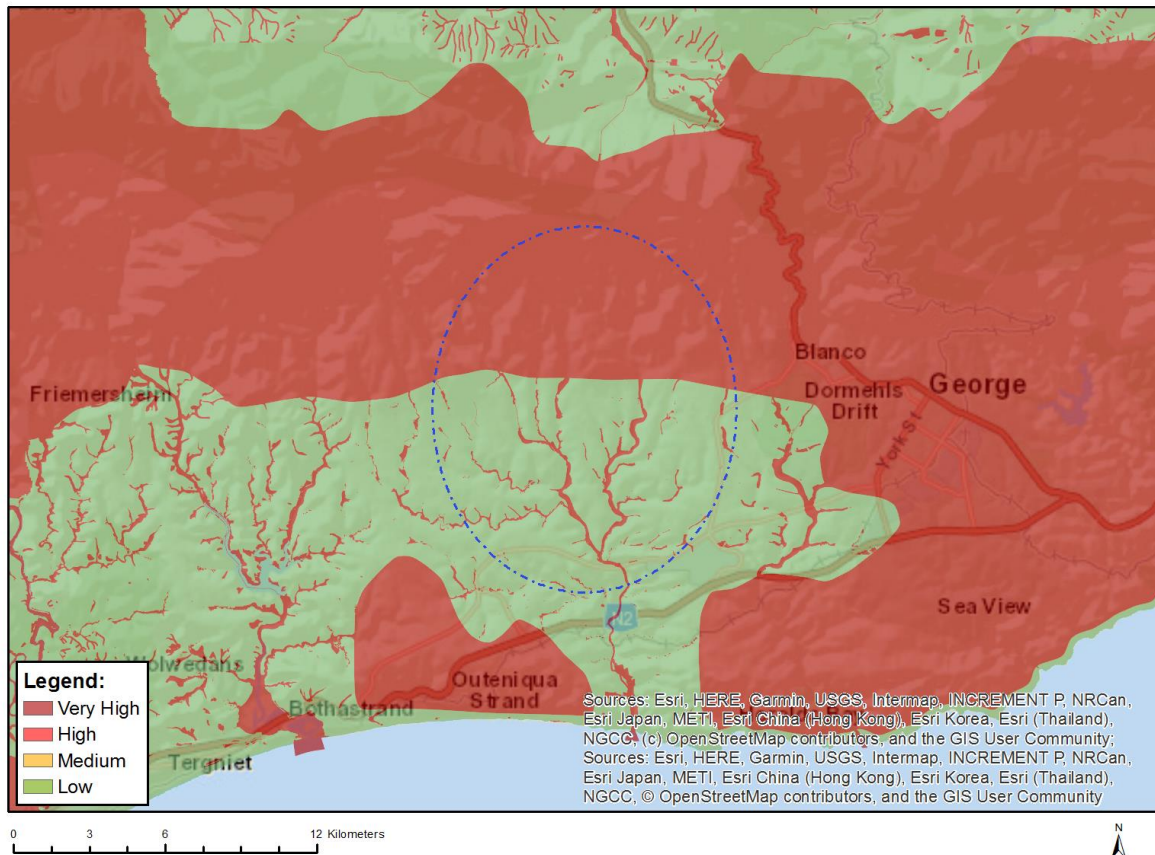 Friemersheim
Blanco
Dormehls
Drift
George
York St
Sea View
N2
Wolwedans
Outeniqua
Strand
Bothastrand
Tergniet
Legend:
Very High
High
Medium
Low
Sources: Esri, HERE, Garmin, USGS, Intermap, INCREMENT P, NRCan,
Esri Japan, METI, Esri China (Hong Kong), Esri Korea, Esri (Thailand),
NGCC, (c) OpenStreetMap contributors, and the GIS User Community;
Sources: Esri, HERE, Garmin, USGS, Intermap, INCREMENT P, NRCan,
Esri Japan, METI, Esri China (Hong Kong), Esri Korea, Esri (Thailand),
NGCC, © OpenStreetMap contributors, and the GIS User Community
0 3 6 12 Kilometers
N